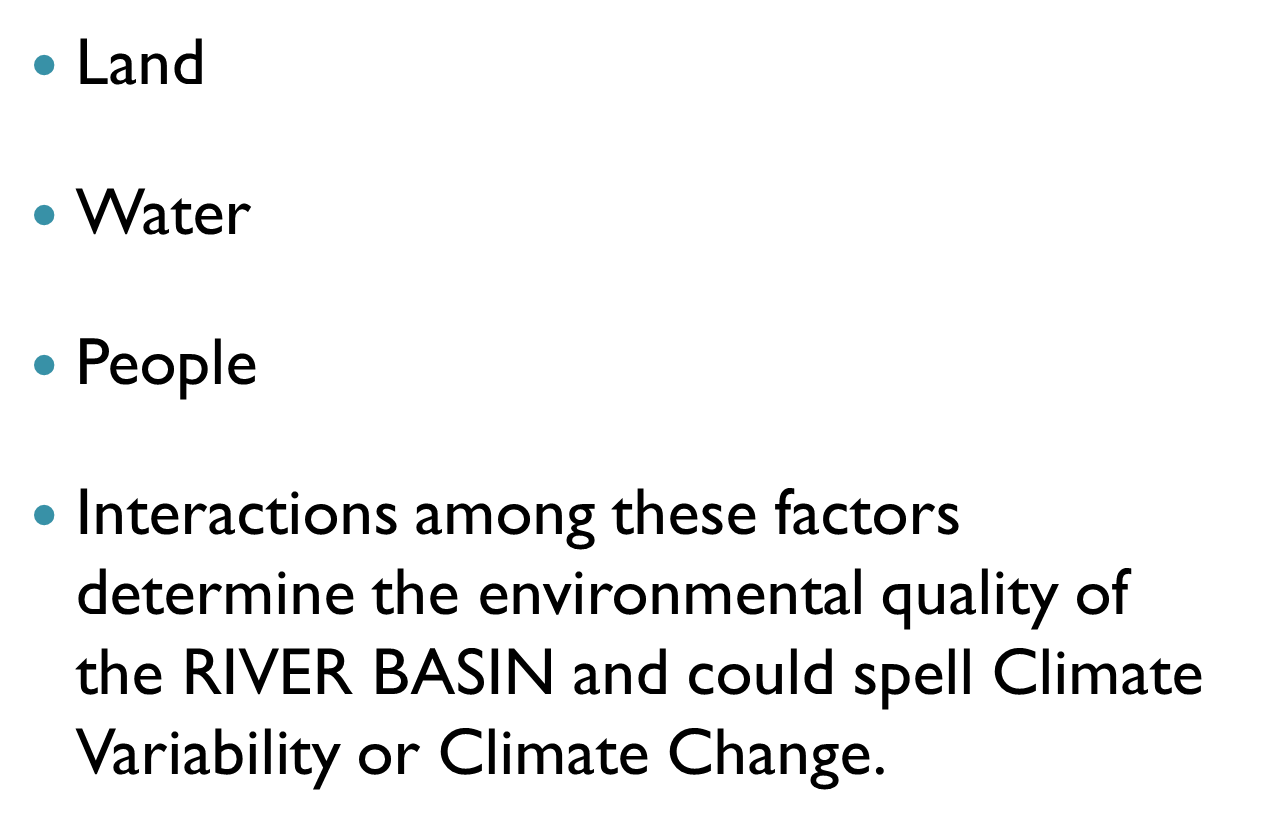 • Land
• Water
• People
• Interactions among these factors
determine the environmental quality of
the RIVER BASIN and could spell Climate
Variability or Climate Change.